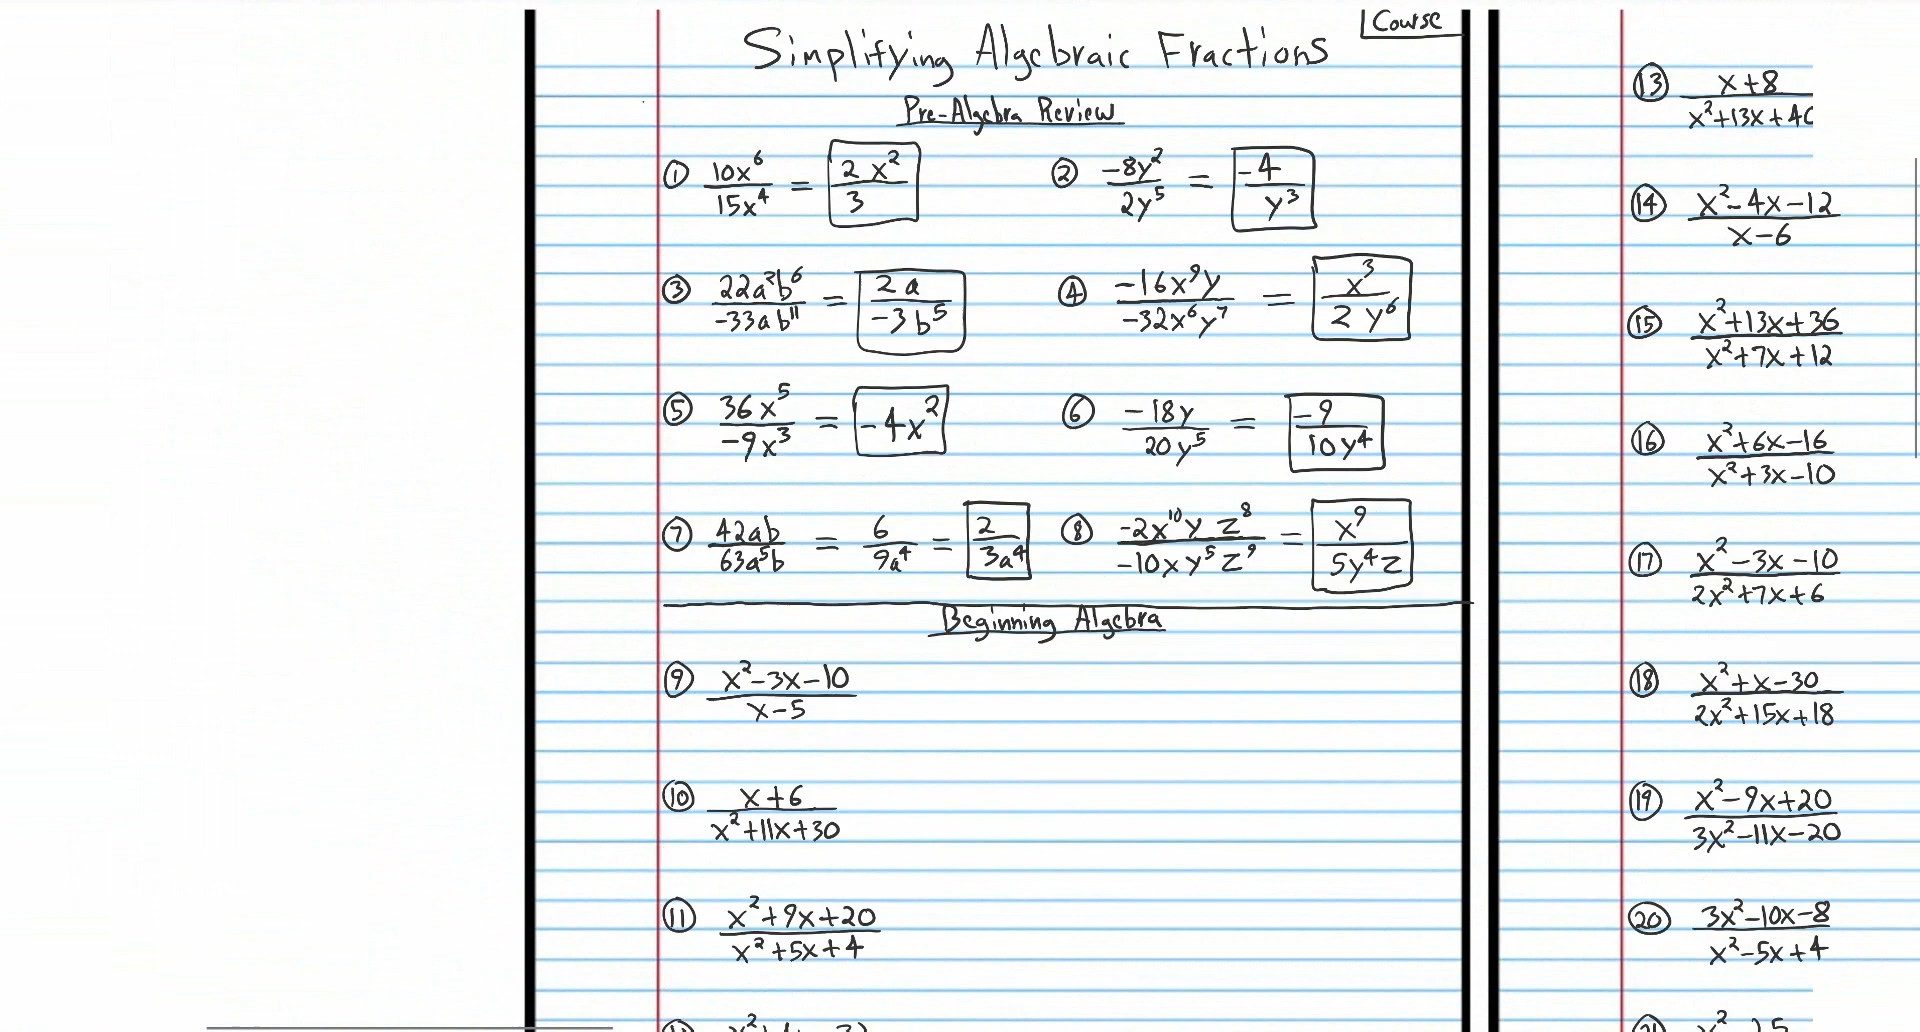 Course
Simplifying Algebraic Fractions
Pre-Algebra Review
① 10x⁶/15x⁴ = 2x²/3
② -8y²/2y⁵ = -4/y³
③ 22a²b⁶/-33ab¹¹ = 2a/-3b⁵
④ -16x⁹y/-32x⁶y⁷ = x³/2y⁶
⑤ 36x⁵/-9x³ = -4x²
⑥ -18y/20y⁵ = -9/10y⁴
⑦ 42ab/63a⁵b = 6/9a⁴ = 2/3a⁴
⑧ -2x¹⁰yz⁸/-10xy⁵z⁹ = x⁹/5y⁴z
Beginning Algebra
⑨ x²-3x-10/x-5
⑩ x+6/x²+11x+30
⑪ x²+9x+20/x²+5x+4
⑬ x+8/x²+13x+4
⑭ x²-4x-12/x-6
⑮ x²+13x+36/x²+7x+12
⑯ x²+6x-16/x²+3x-10
⑰ x²-3x-10/2x²+7x+6
⑱ x²+x-30/2x²+15x+18
⑲ x²-9x+20/3x²-11x-20
⑳ 3x²-10x-8/x²-5x+4